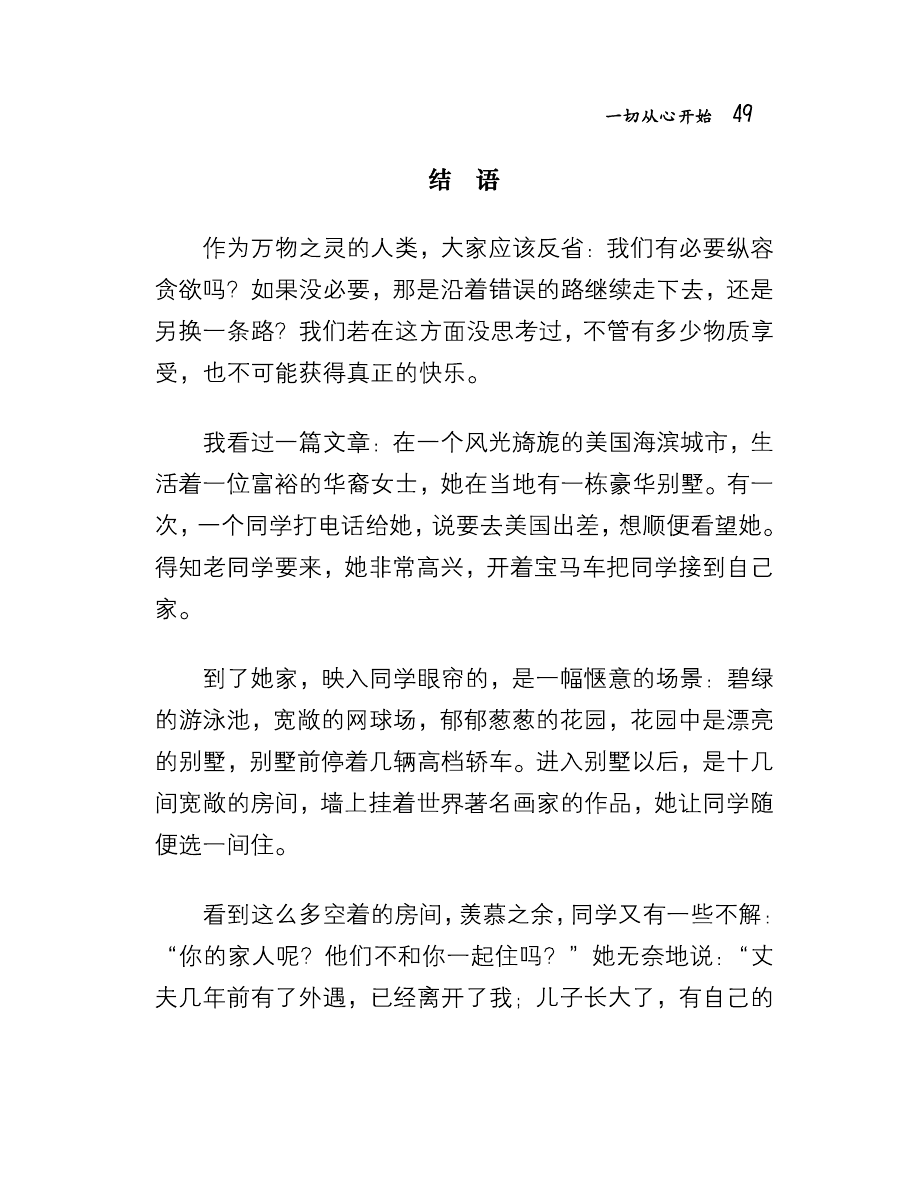 一切从心开始 49
结 语
作为万物之灵的人类，大家应该反省：我们有必要纵容
贪欲吗？如果没必要，那是沿着错误的路继续走下去，还是
另换一条路？我们若在这方面没思考过，不管有多少物质享
受，也不可能获得真正的快乐。
我看过一篇文章：在一个风光旖旎的美国海滨城市，生
活着一位富裕的华裔女士，她在当地有一栋豪华别墅。有一
次，一个同学打电话给她，说要去美国出差，想顺便看望她。
得知老同学要来，她非常高兴，开着宝马车把同学接到自己
家。
到了她家，映入同学眼帘的，是一幅惬意的场景：碧绿
的游泳池，宽敞的网球场，郁郁葱葱的花园，花园中是漂亮
的别墅，别墅前停着几辆高档轿车。进入别墅以后，是十几
间宽敞的房间，墙上挂着世界著名画家的作品，她让同学随
便选一间住。
看到这么多空着的房间，羡慕之余，同学又有一些不解：
“你的家人呢？他们不和你一起住吗？”她无奈地说：“丈
夫几年前有了外遇，已经离开了我；儿子长大了，有自己的